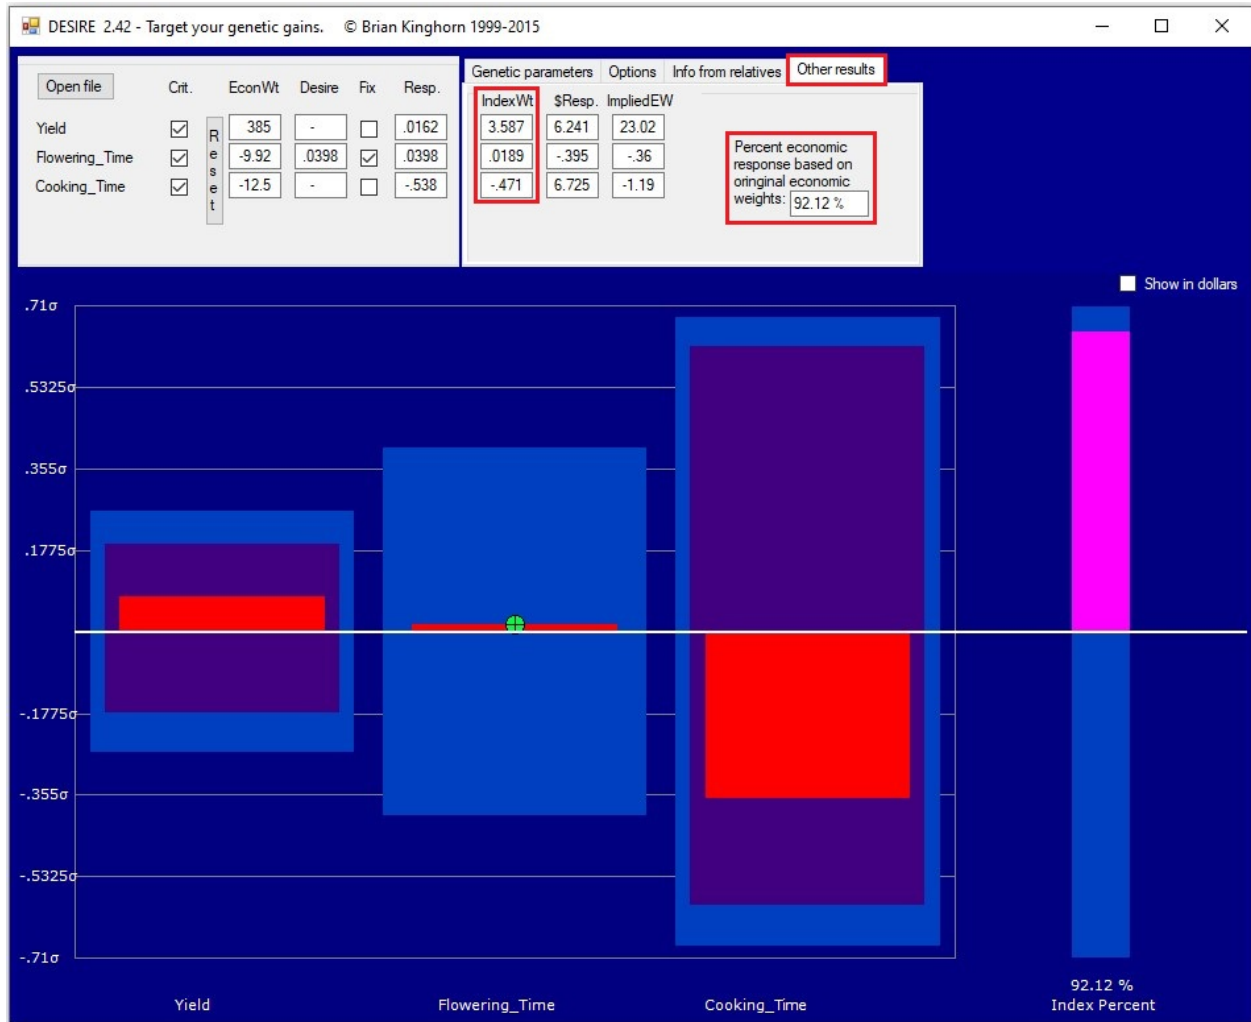 DESIRE 2.42 - Target your genetic gains. © Brian Kinghorn 1999-2015
Open file Crit. EconWt Desire Fix Resp.
Yield 385 - .0162
Flowering_Time -9.92 .0398 .0398
Cooking_Time -12.5 - -.538
Reset
Genetic parameters Options Info from relatives Other results
IndexWt $Resp. ImpliedEW
3.587 6.241 23.02
.0189 -.395 -.36
-.471 6.725 -1.19
Percent economic
response based on
oringinal economic
weights: 92.12 %
Show in dollars
.71σ
.5325σ
.355σ
.1775σ
-.1775σ
-.355σ
-.5325σ
-.71σ
92.12 %
Yield Flowering_Time Cooking_Time Index Percent